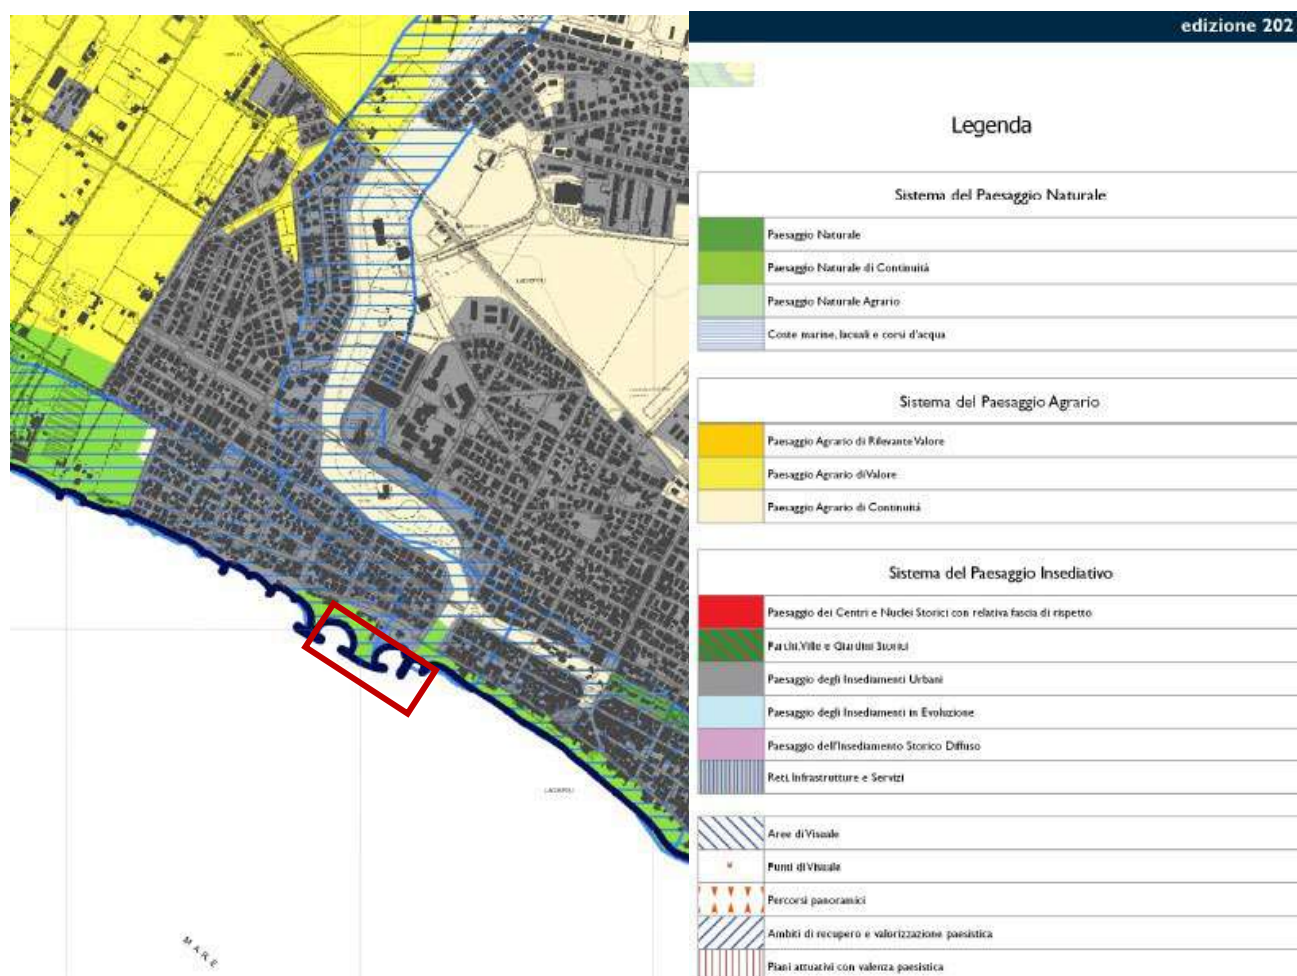 LADISPOLI
LADISPOLI
MARE
edizione 202
Legenda
Sistema del Paesaggio Naturale
Paesaggio Naturale
Paesaggio Naturale di Continuità
Paesaggio Naturale Agrario
Coste marine, lacuali e corsi d'acqua
Sistema del Paesaggio Agrario
Paesaggio Agrario di Rilevante Valore
Paesaggio Agrario di Valore
Paesaggio Agrario di Continuità
Sistema del Paesaggio Insediativo
Paesaggio dei Centri e Nuclei Storici con relativa fascia di rispetto
Parchi, Ville e Giardini Storici
Paesaggio degli Insediamenti Urbani
Paesaggio degli Insediamenti in Evoluzione
Paesaggio dell'Insediamento Storico Diffuso
Reti, Infrastrutture e Servizi
Aree di Visuale
Punti di Visuale
Percorsi panoramici
Ambiti di recupero e valorizzazione paesistica
Piani attuativi con valenza paesistica